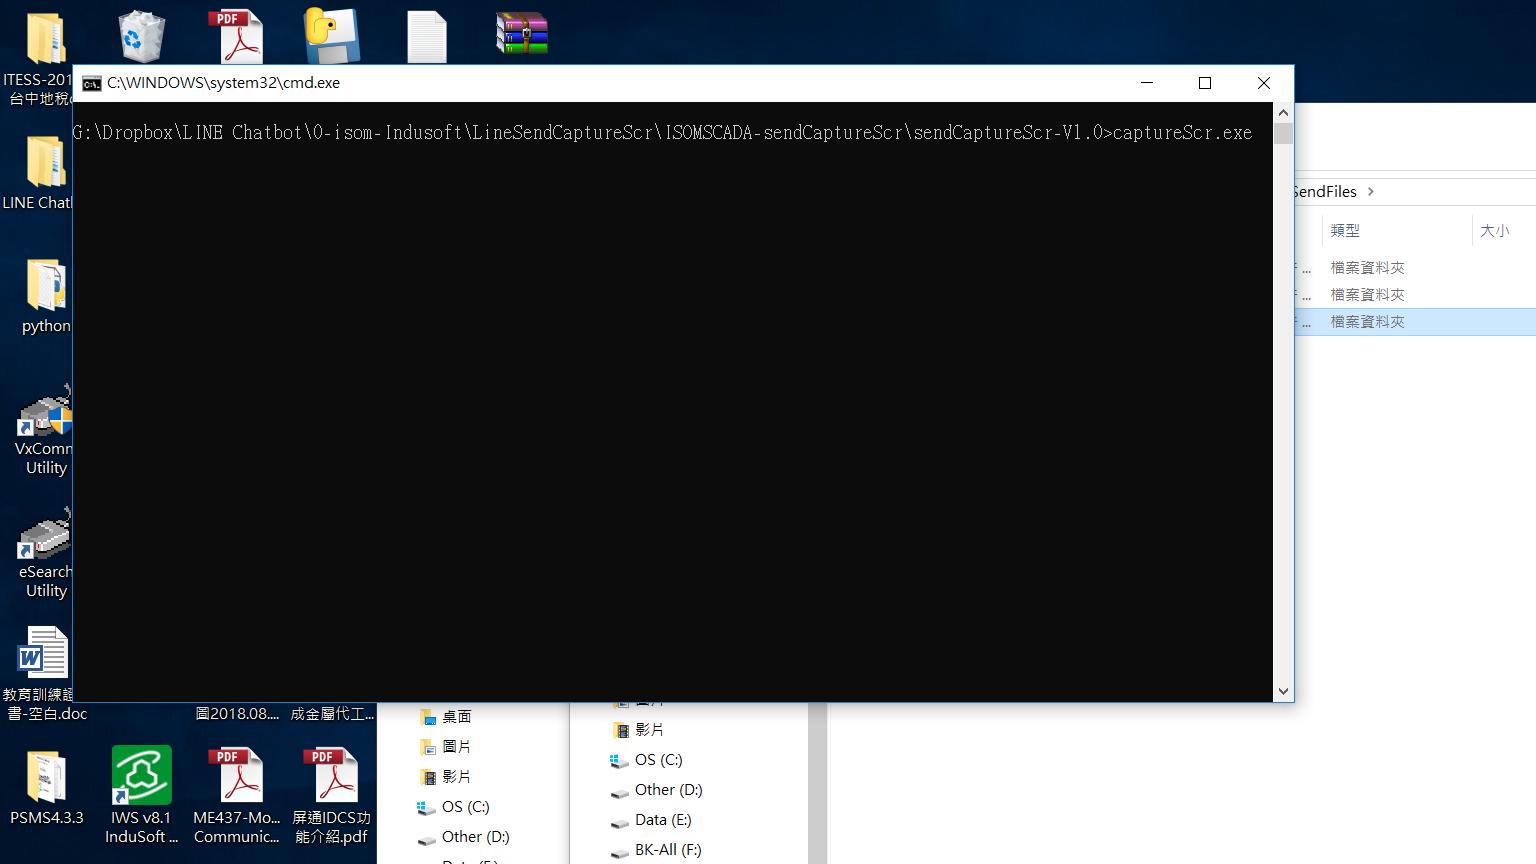 ITESS-201
台中地稅
C:\WINDOWS\system32\cmd.exe
G:\Dropbox\LINE Chatbot\0-isom-Indusoft\LineSendCaptureScr\ISOMSCADA-sendCaptureScr\sendCaptureScr-V1.0>captureScr.exe
SendFiles
類型
大小
... 檔案資料夾
... 檔案資料夾
... 檔案資料夾
LINE Chat
python
VxComm
Utility
eSearch
Utility
教育訓練
書-空白.doc
圖2018.08....
成金屬代工...
PSMS4.3.3
IWS v8.1
InduSoft ...
ME437-Mo...
Communic...
屏通IDCS功
能介紹.pdf
桌面
圖片
影片
OS (C:)
Other (D:)
圖片
影片
OS (C:)
Other (D:)
Data (E:)
BK-All (F:)
PDF
PDF
PDF